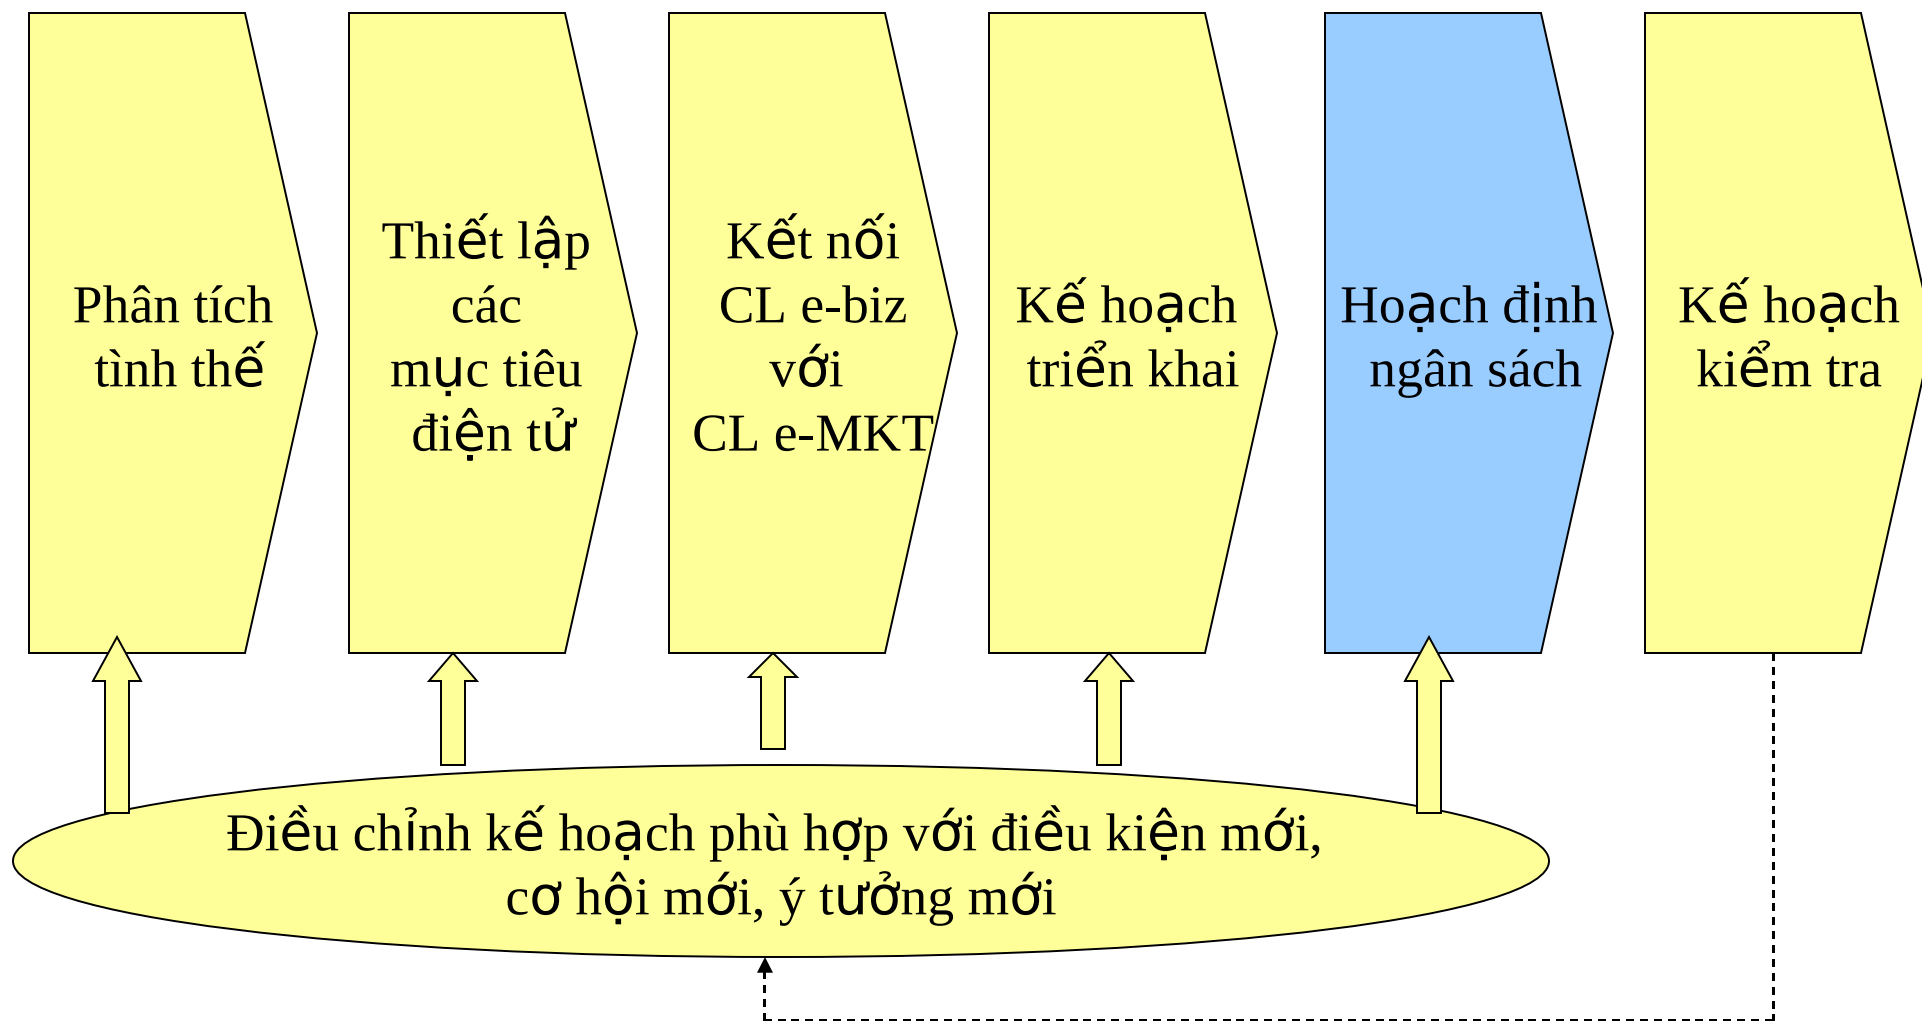 Phân tích
tình thế
Thiết lập
các
mục tiêu
điện tử
Kết nối
CL e-biz
với
CL e-MKT
Kế hoạch
triển khai
Hoạch định
ngân sách
Kế hoạch
kiểm tra
Điều chỉnh kế hoạch phù hợp với điều kiện mới,
cơ hội mới, ý tưởng mới